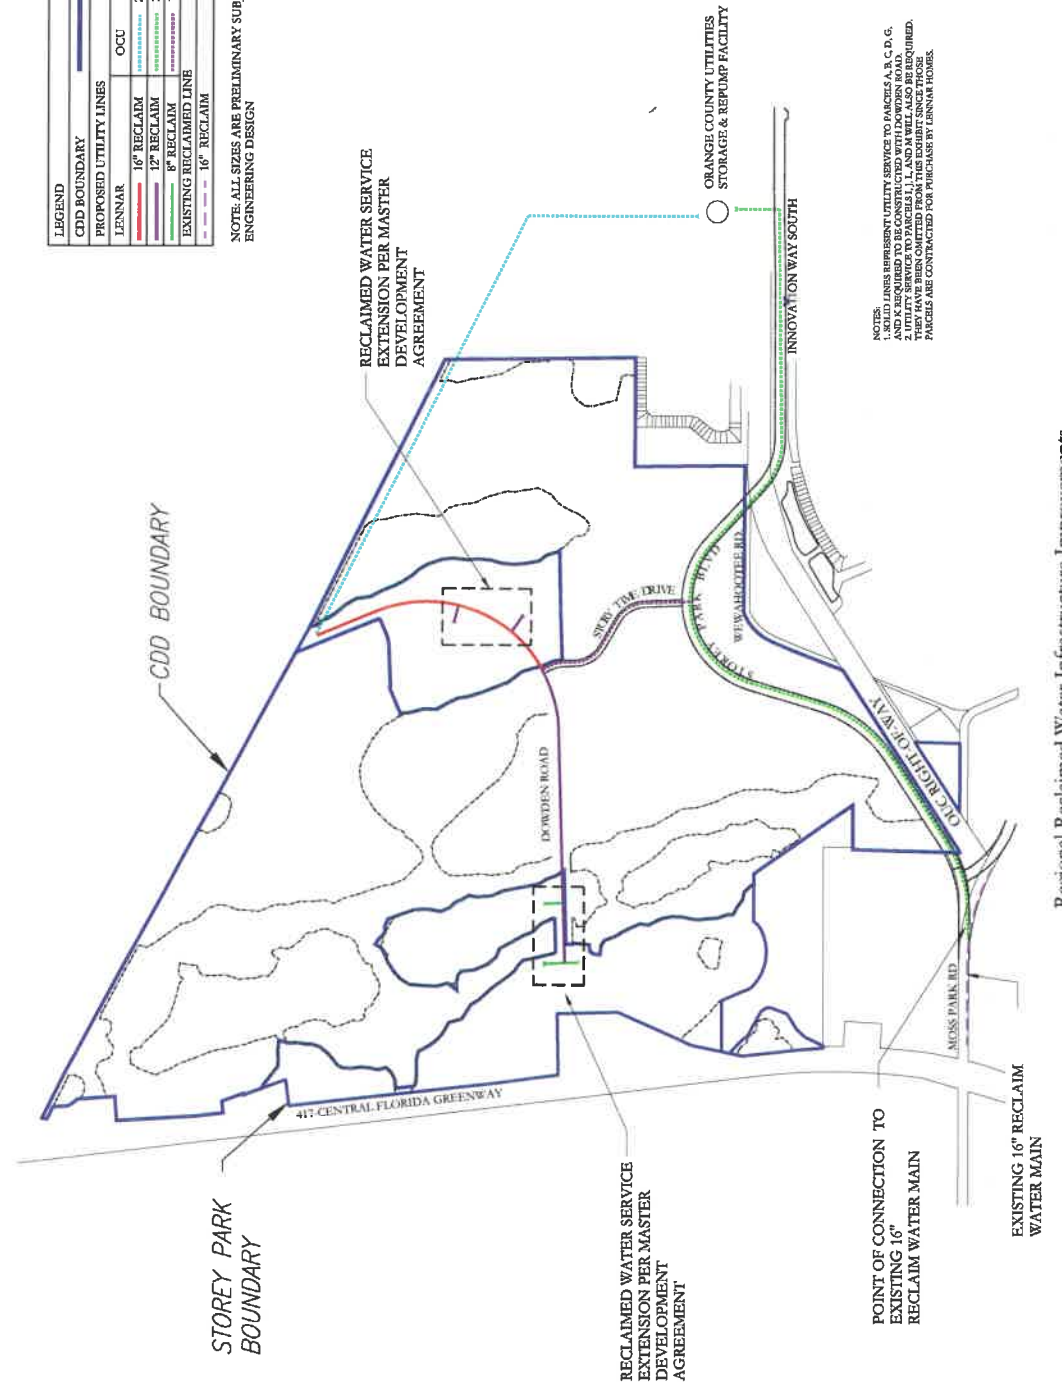 LEGEND
CDD BOUNDARY
PROPOSED UTILITY LINES
LENNAR OCU
16" RECLAIM
12" RECLAIM
8" RECLAIM
EXISTING RECLAIMED LINE
16" RECLAIM
NOTE: ALL SIZES ARE PRELIMINARY SUB
ENGINEERING DESIGN
ORANGE COUNTY UTILITIES
STORAGE & REPUMP FACILITY
RECLAIMED WATER SERVICE
EXTENSION PER MASTER
DEVELOPMENT
AGREEMENT
INNOVATION WAY SOUTH
NOTES:
1. SOLID LINES REPRESENT UTILITY SERVICE TO PARCELS A, B, C, D, G,
AND K REQUIRED TO BE CONSTRUCTED WITH DOWDEN ROAD.
2. UTILITY SERVICE TO PARCELS I, J, L, AND M WILL ALSO BE REQUIRED.
THEY HAVE BEEN OMITTED FROM THIS EXHIBIT SINCE THOSE
PARCELS ARE CONTRACTED FOR PURCHASE BY LENNAR HOMES.
CDD BOUNDARY
STORY TIME DRIVE
STOREY PARK BLVD
WEWAHOOTEE RD
DOWDEN ROAD
OUC RIGHT-OF-WAY
MOSS PARK RD
417-CENTRAL FLORIDA GREENWAY
STOREY PARK
BOUNDARY
RECLAIMED WATER SERVICE
EXTENSION PER MASTER
DEVELOPMENT
AGREEMENT
POINT OF CONNECTION TO
EXISTING 16"
RECLAIM WATER MAIN
EXISTING 16" RECLAIM
WATER MAIN
Regional Reclaimed Water Infrastructure Improvements